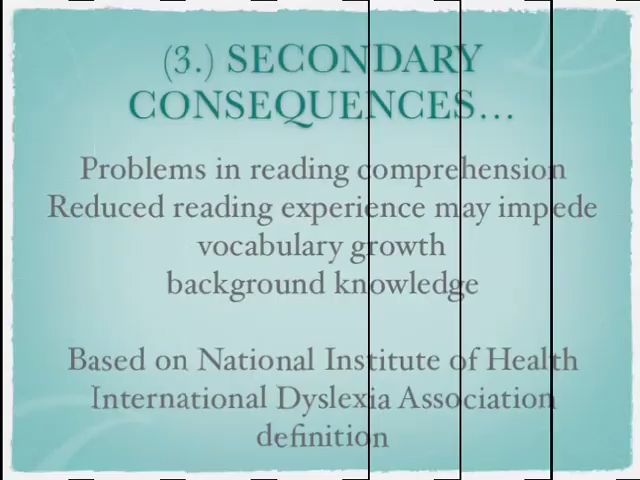 (3.) SECONDARY
CONSEQUENCES...
Problems in reading comprehension
Reduced reading experience may impede
vocabulary growth
background knowledge
Based on National Institute of Health
International Dyslexia Association
definition